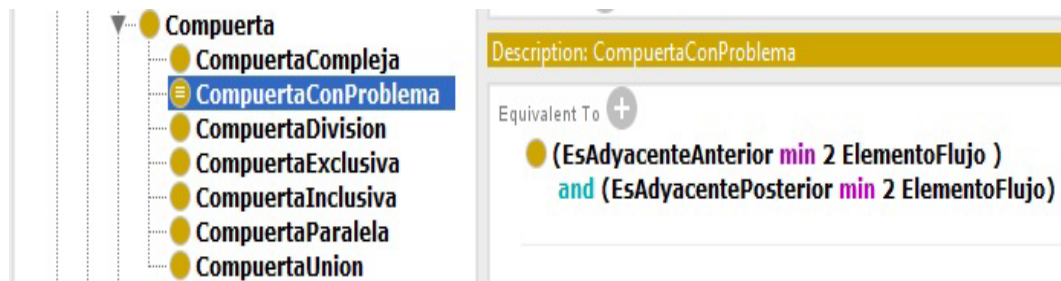 Compuerta
CompuertaCompleja
CompuertaConProblema
CompuertaDivision
CompuertaExclusiva
CompuertaInclusiva
CompuertaParalela
CompuertaUnion
Description: CompuertaConProblema
Equivalent To
(EsAdyacenteAnterior min 2 ElementoFlujo )
and (EsAdyacentePosterior min 2 ElementoFlujo)